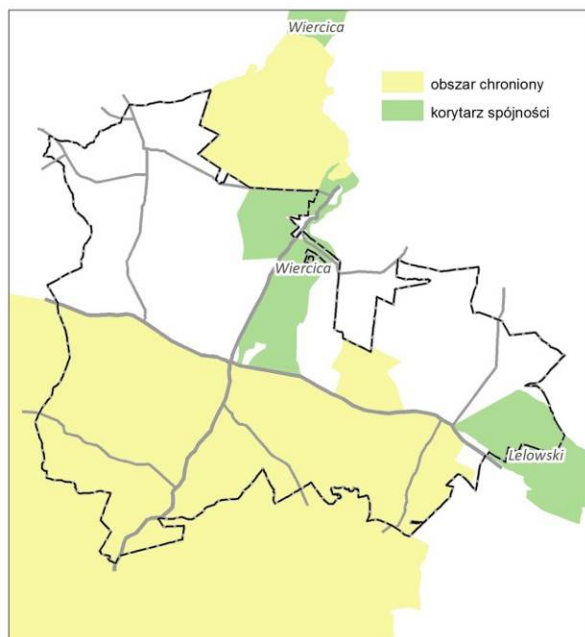 Wiercica
obszar chroniony
korytarz spójności
Wiercica
Lelowski